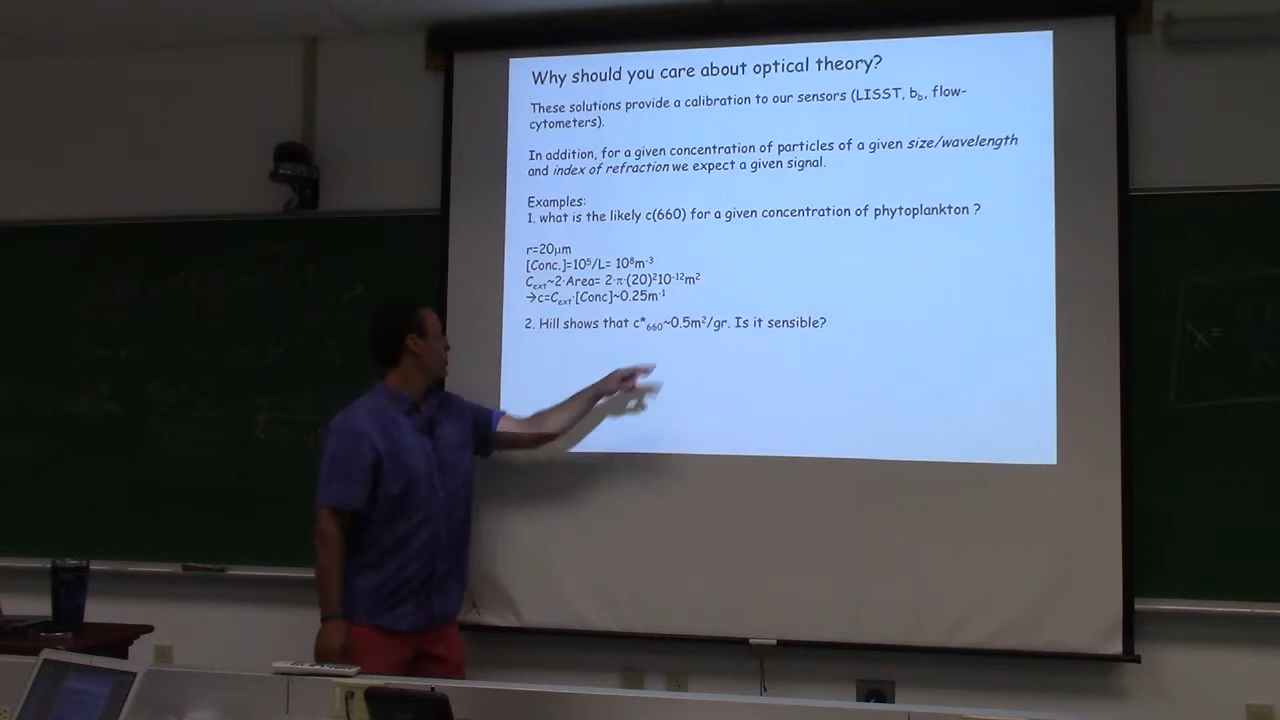 Why should you care about optical theory?
These solutions provide a calibration to our sensors (LISST, b_b, flow-
cytometers).
In addition, for a given concentration of particles of a given size/wavelength
and index of refraction we expect a given signal.
Examples:
1. what is the likely c(660) for a given concentration of phytoplankton ?
r=20μm
[Conc.]=10⁵/L= 10⁸m⁻³
C_ext~2·Area= 2·π·(20)²10⁻¹²m²
→c=C_ext·[Conc]~0.25m⁻¹
2. Hill shows that c*₆₆₀~0.5m²/gr. Is it sensible?